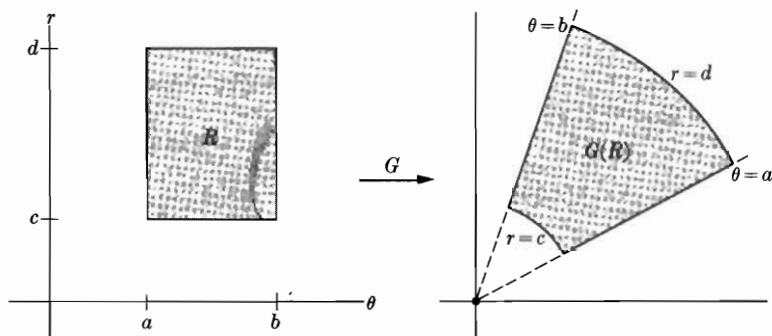 r
d
R
c
a
b
θ
G
θ = b
r = d
G(R)
θ = a
r = c